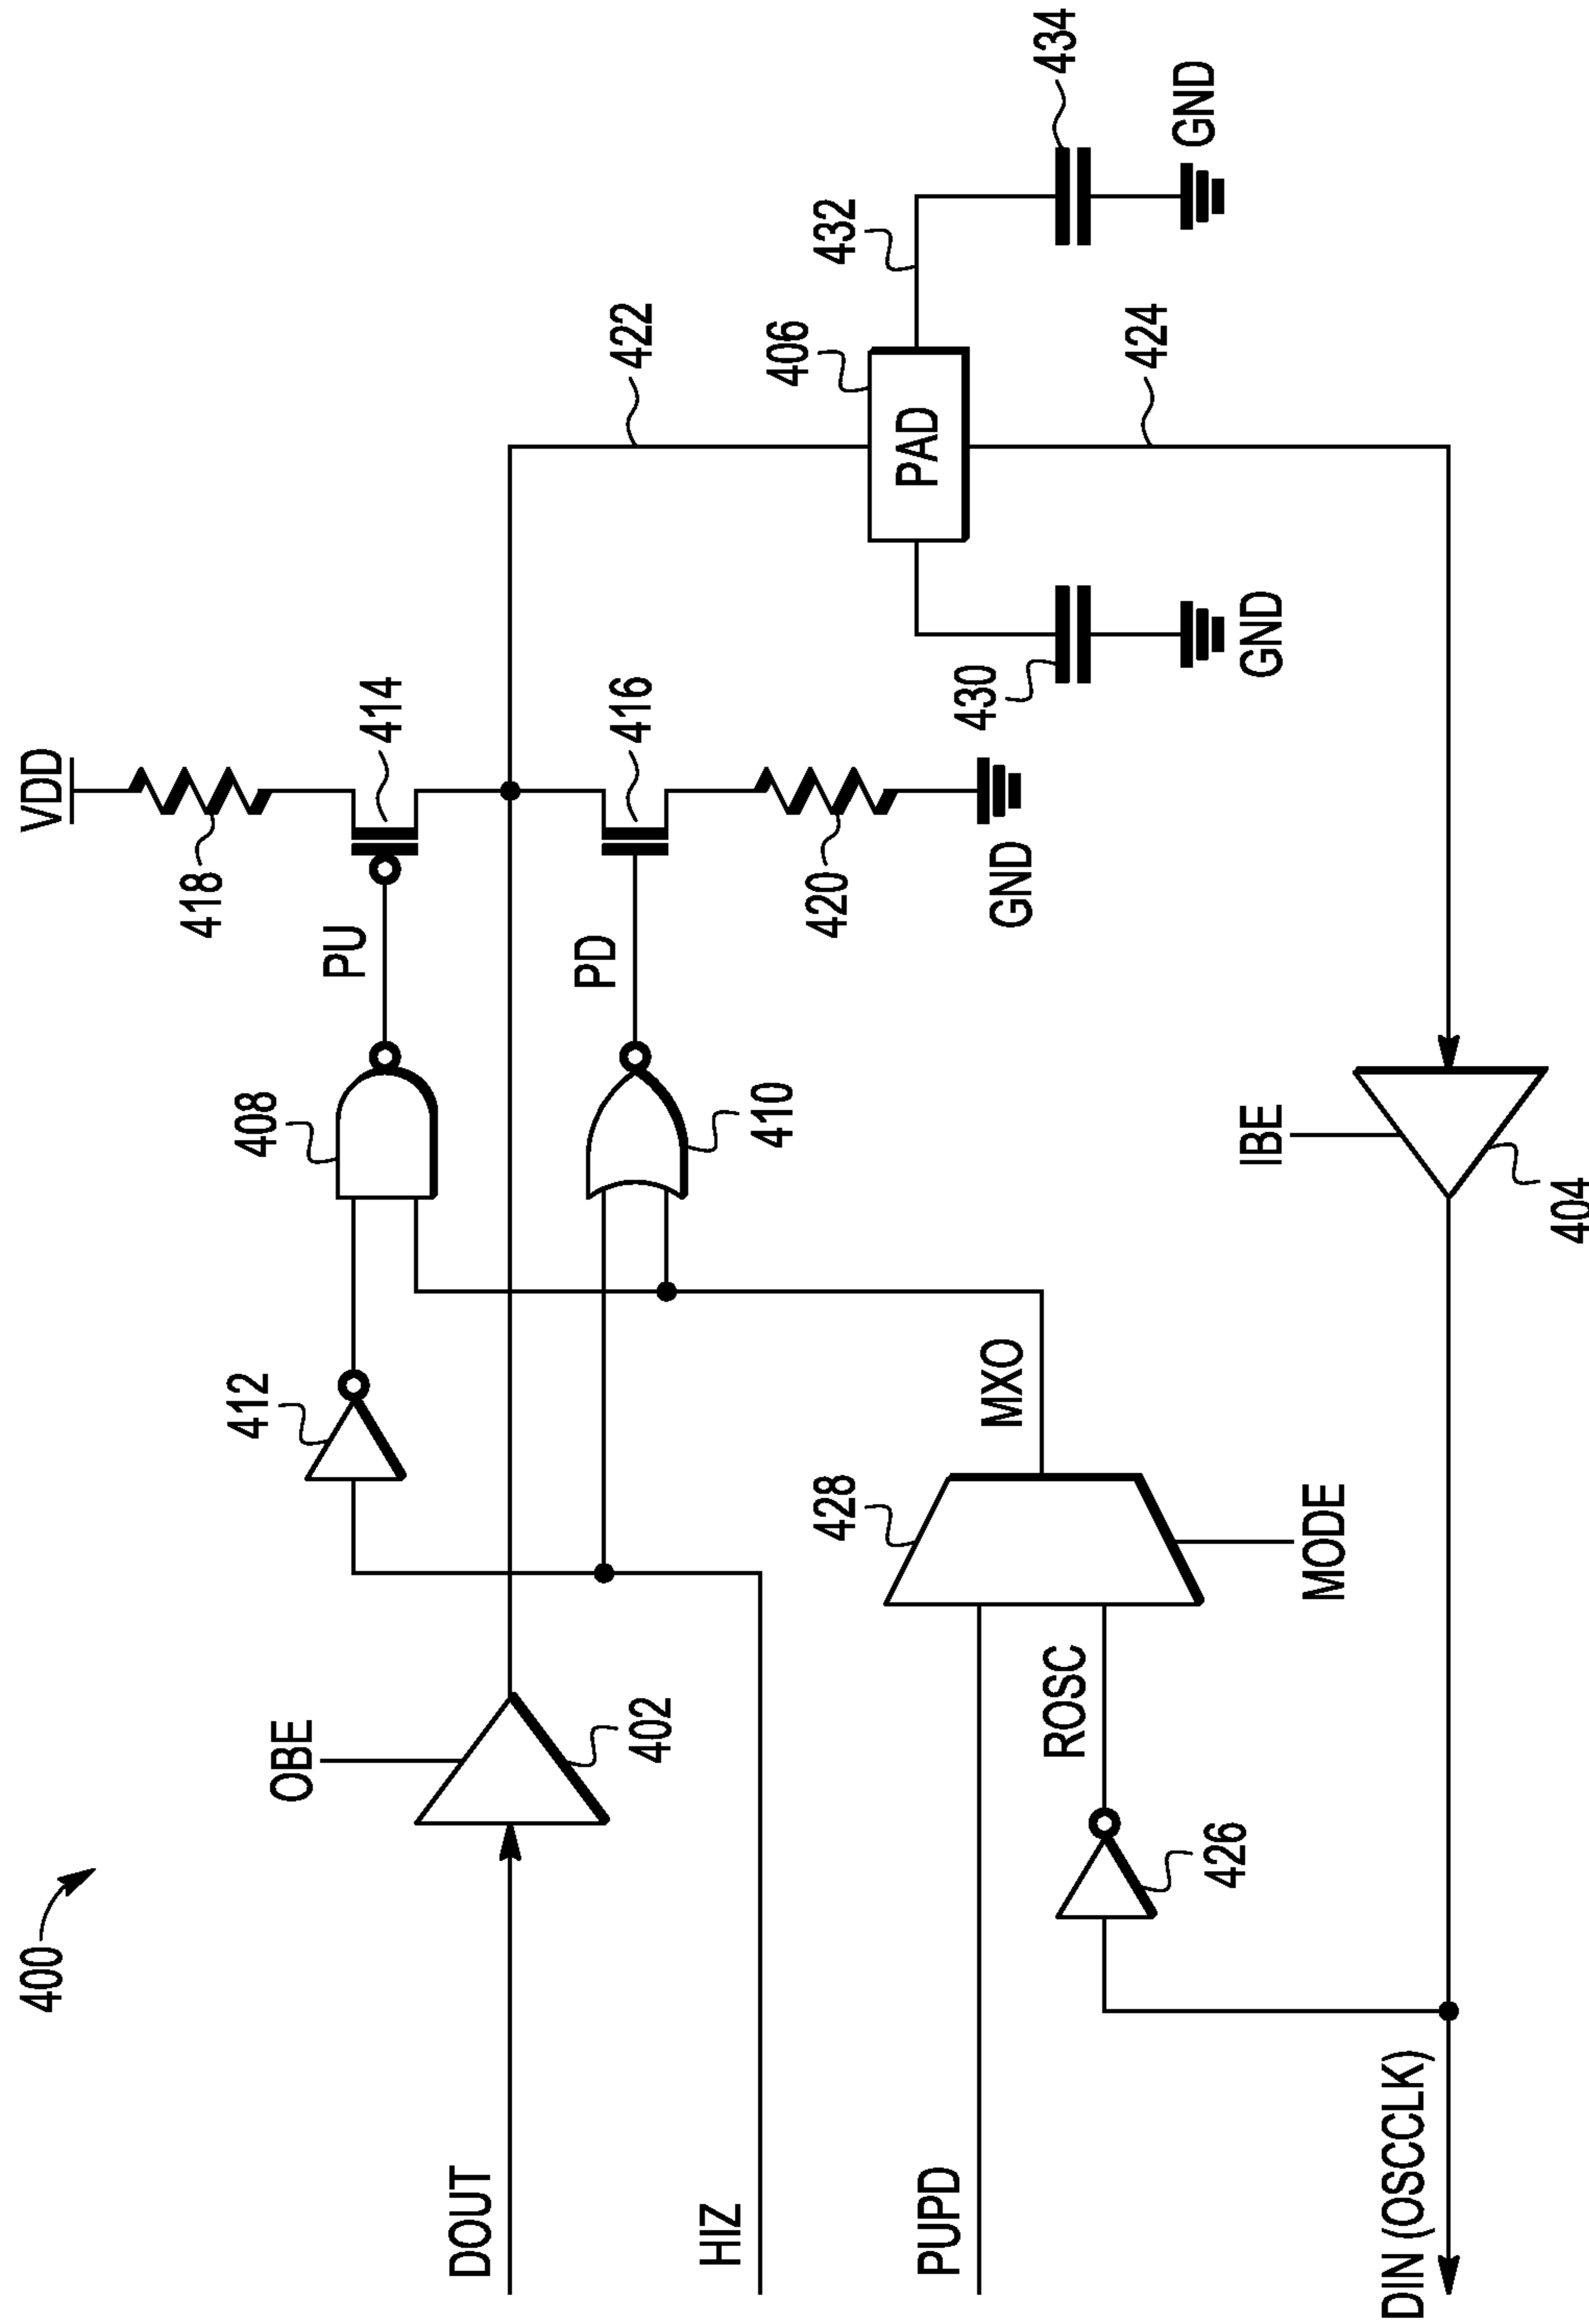 400
DOUT
HIZ
PUPD
DIN (OSCCLK)
OBE
402
412
408
PU
418
VDD
414
416
PD
410
420
GND
422
406
PAD
432
434
GND
430
GND
424
428
MXO
ROSC
426
MODE
IBE
404